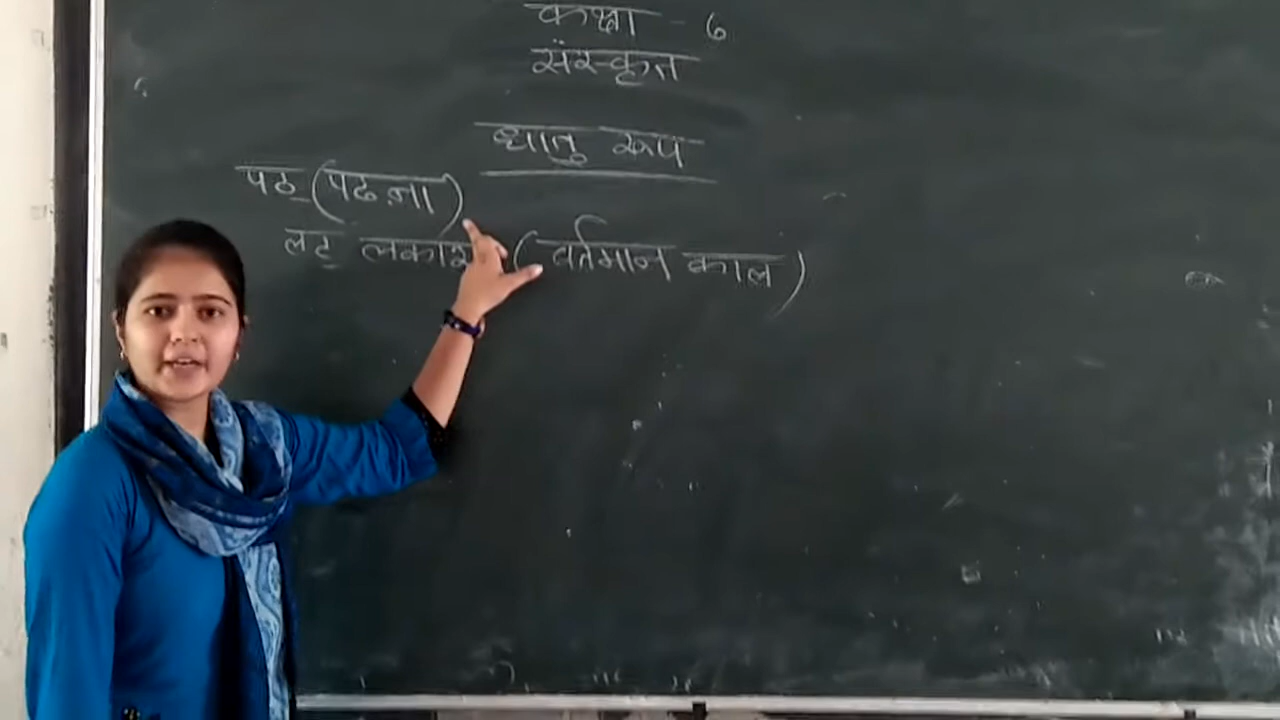 कक्षा - 6
संस्कृत
धातु रूप
पठ् (पढ़ना)
लट् लकार (वर्तमान काल)